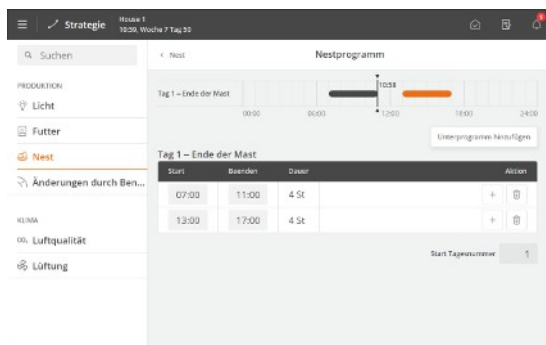 Strategie
House 1
10:59, Woche 7 Tag 50
Suchen
< Nest
Nestprogramm
PRODUKTION
Licht
Futter
Nest
Änderungen durch Ben...
KLIMA
CO₂ Luftqualität
Lüftung
10:58
Tag 1 – Ende der Mast
00:00 06:00 12:00 18:00 24:00
Unterprogramm hinzufügen
Tag 1 – Ende der Mast
Start Beenden Dauer Aktion
07:00 11:00 4 St +
13:00 17:00 4 St +
Start Tagesnummer 1